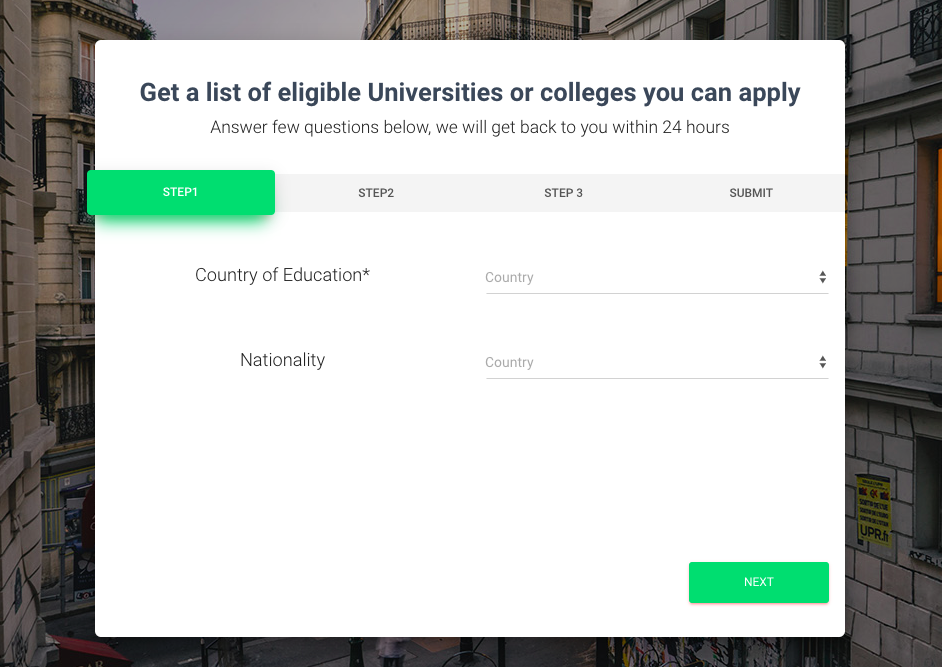 Get a list of eligible Universities or colleges you can apply
Answer few questions below, we will get back to you within 24 hours
STEP1 STEP2 STEP 3 SUBMIT
Country of Education* Country
Nationality Country
NEXT
UPR.fr
BAR